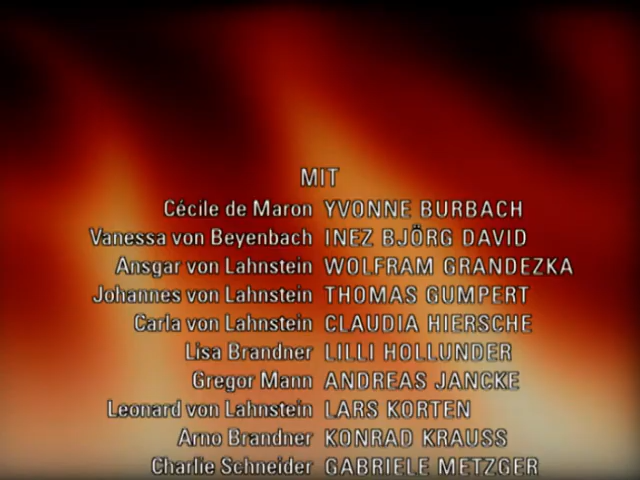 MIT
Cécile de Maron YVONNE BURBACH
Vanessa von Beyenbach INEZ BJÖRG DAVID
Ansgar von Lahnstein WOLFRAM GRANDEZKA
Johannes von Lahnstein THOMAS GUMPERT
Carla von Lahnstein CLAUDIA HIERSCHE
Lisa Brandner LILLI HOLLUNDER
Gregor Mann ANDREAS JANCKE
Leonard von Lahnstein LARS KORTEN
Arno Brandner KONRAD KRAUSS
Charlie Schneider GABRIELE METZGER